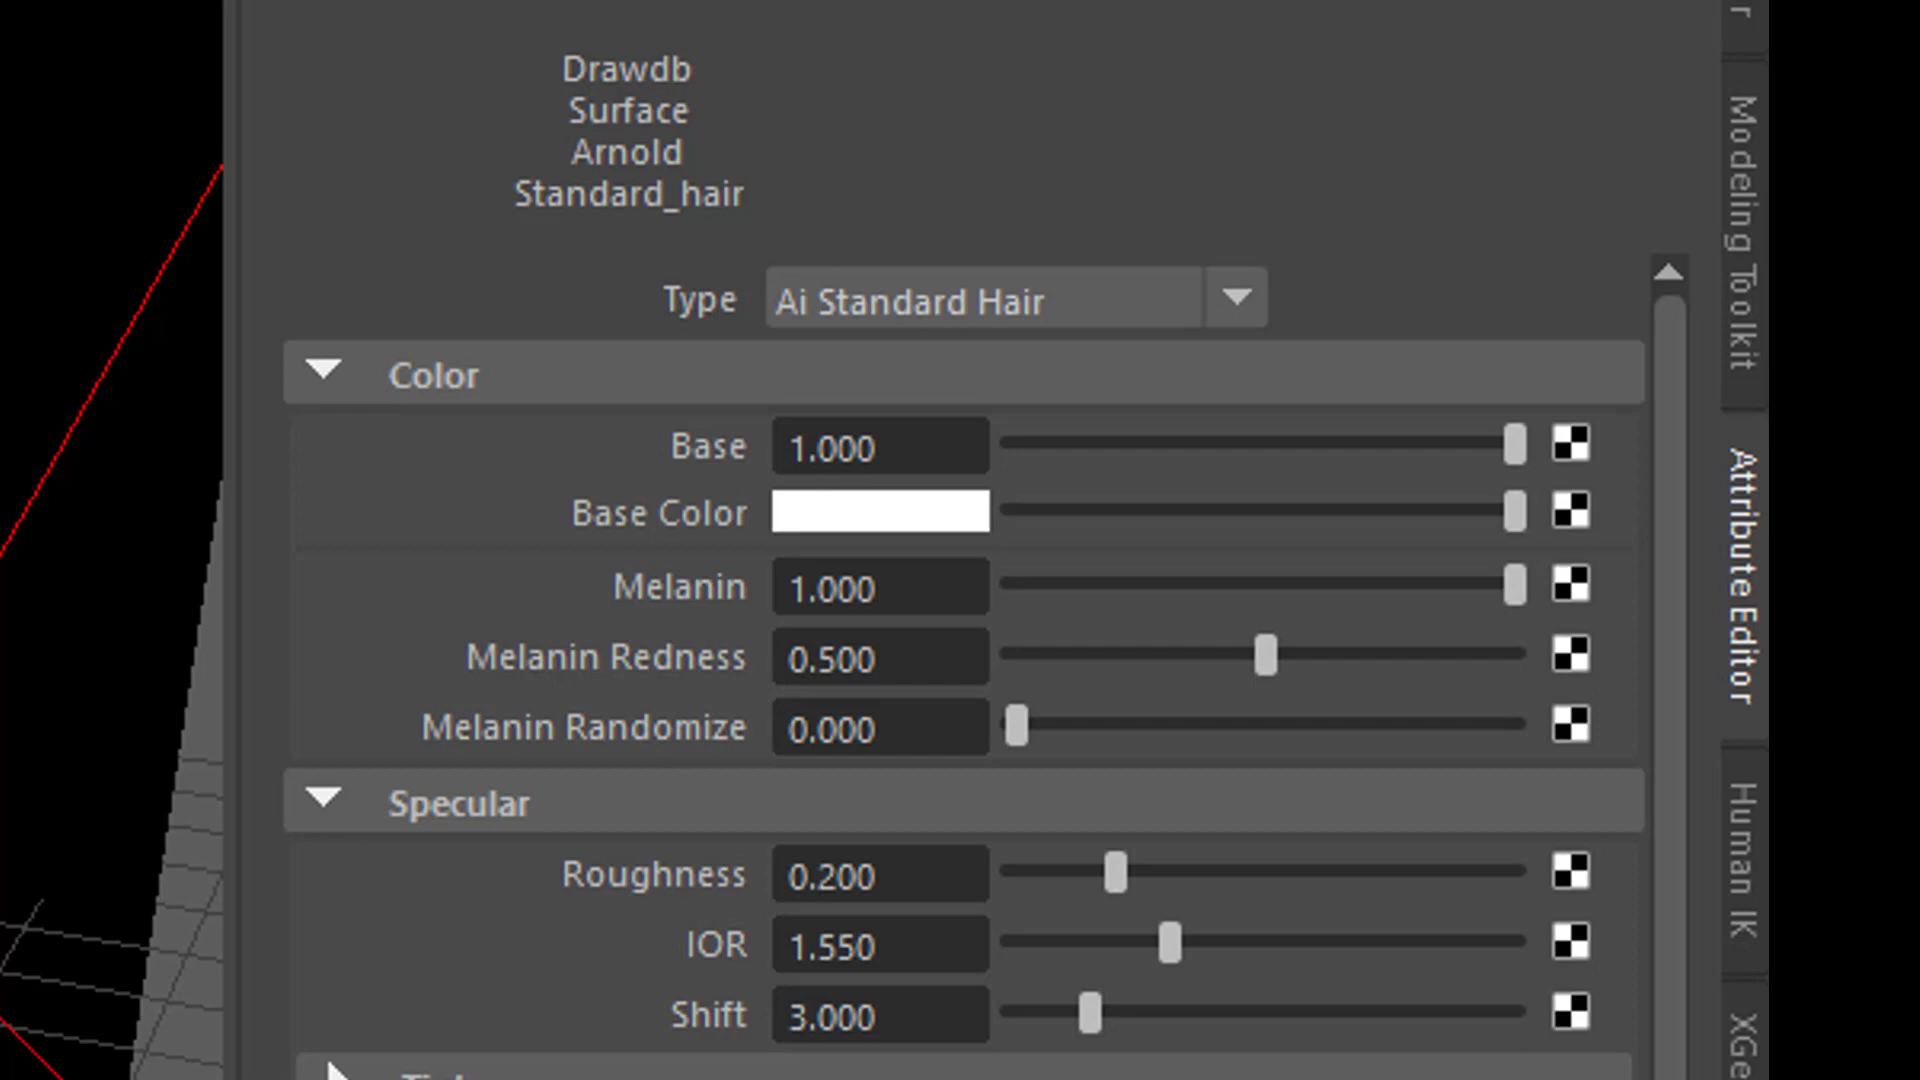 Drawdb
Surface
Arnold
Standard_hair
Type Ai Standard Hair
Color
Base 1.000
Base Color
Melanin 1.000
Melanin Redness 0.500
Melanin Randomize 0.000
Specular
Roughness 0.200
IOR 1.550
Shift 3.000
Modeling Toolkit
Attribute Editor
Human IK
XGe